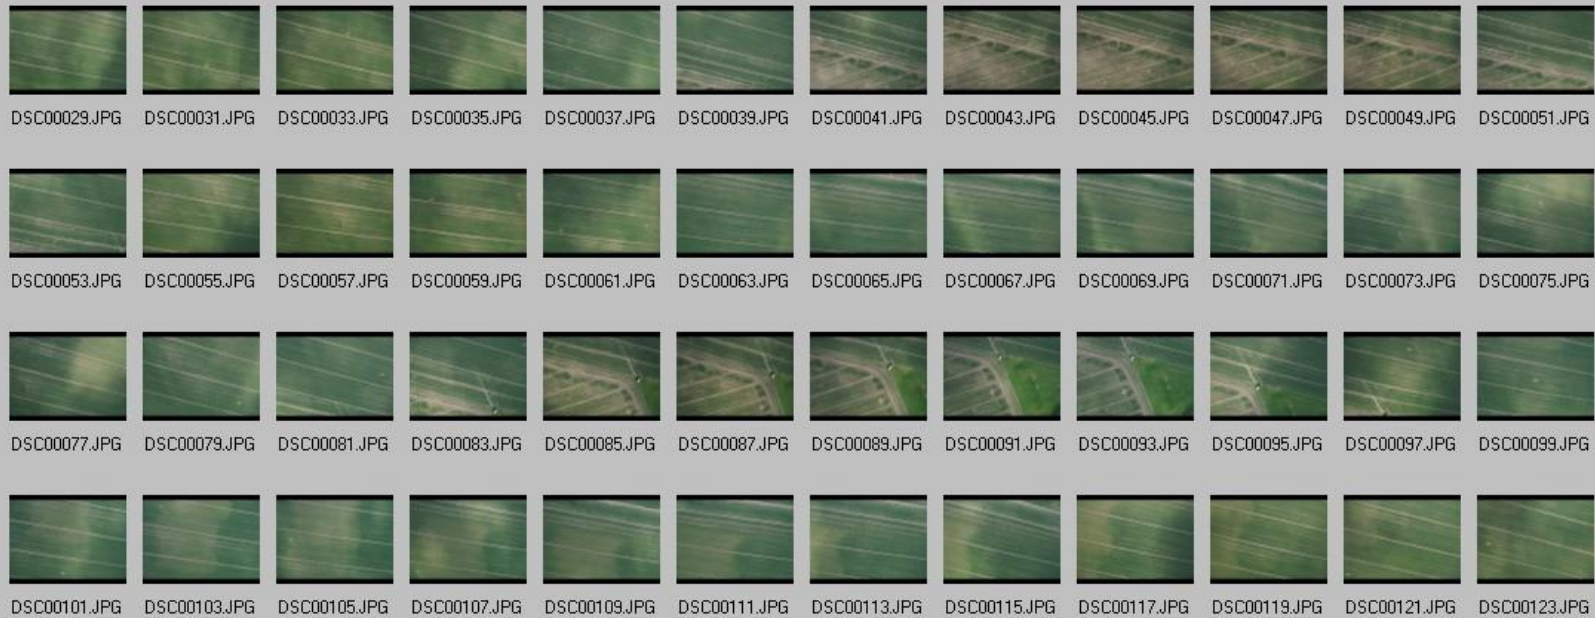 DSC00029.JPG DSC00031.JPG DSC00033.JPG DSC00035.JPG DSC00037.JPG DSC00039.JPG DSC00041.JPG DSC00043.JPG DSC00045.JPG DSC00047.JPG DSC00049.JPG DSC00051.JPG
DSC00053.JPG DSC00055.JPG DSC00057.JPG DSC00059.JPG DSC00061.JPG DSC00063.JPG DSC00065.JPG DSC00067.JPG DSC00069.JPG DSC00071.JPG DSC00073.JPG DSC00075.JPG
DSC00077.JPG DSC00079.JPG DSC00081.JPG DSC00083.JPG DSC00085.JPG DSC00087.JPG DSC00089.JPG DSC00091.JPG DSC00093.JPG DSC00095.JPG DSC00097.JPG DSC00099.JPG
DSC00101.JPG DSC00103.JPG DSC00105.JPG DSC00107.JPG DSC00109.JPG DSC00111.JPG DSC00113.JPG DSC00115.JPG DSC00117.JPG DSC00119.JPG DSC00121.JPG DSC00123.JPG